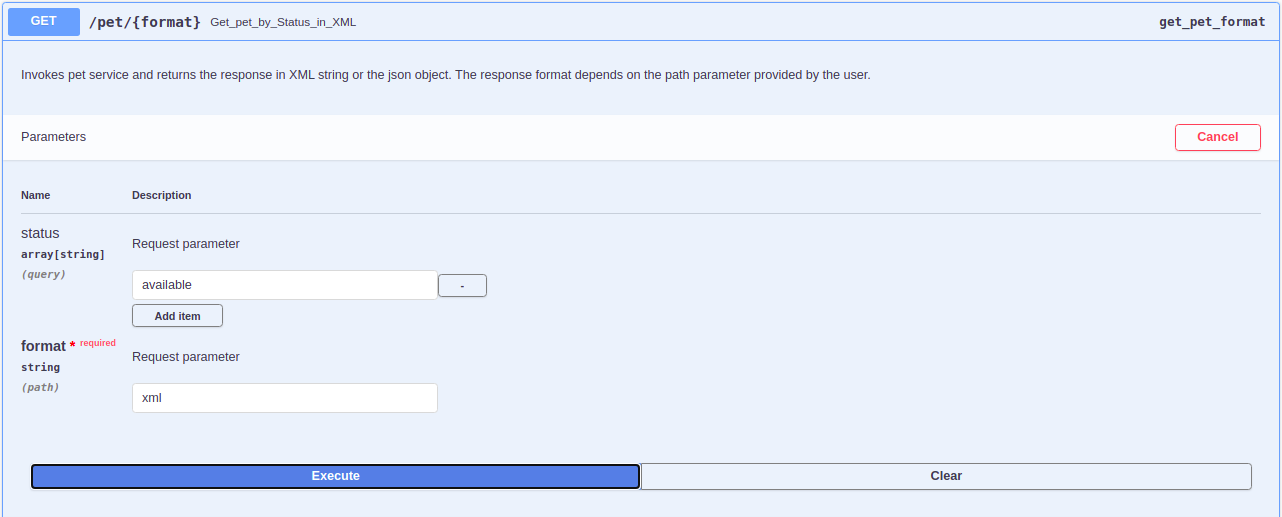 GET /pet/{format} Get_pet_by_Status_in_XML get_pet_format
Invokes pet service and returns the response in XML string or the json object. The response format depends on the path parameter provided by the user.
Parameters Cancel
Name Description
status
array[string]
(query)
Request parameter
available -
Add item
format * required
string
(path)
Request parameter
xml
Execute Clear